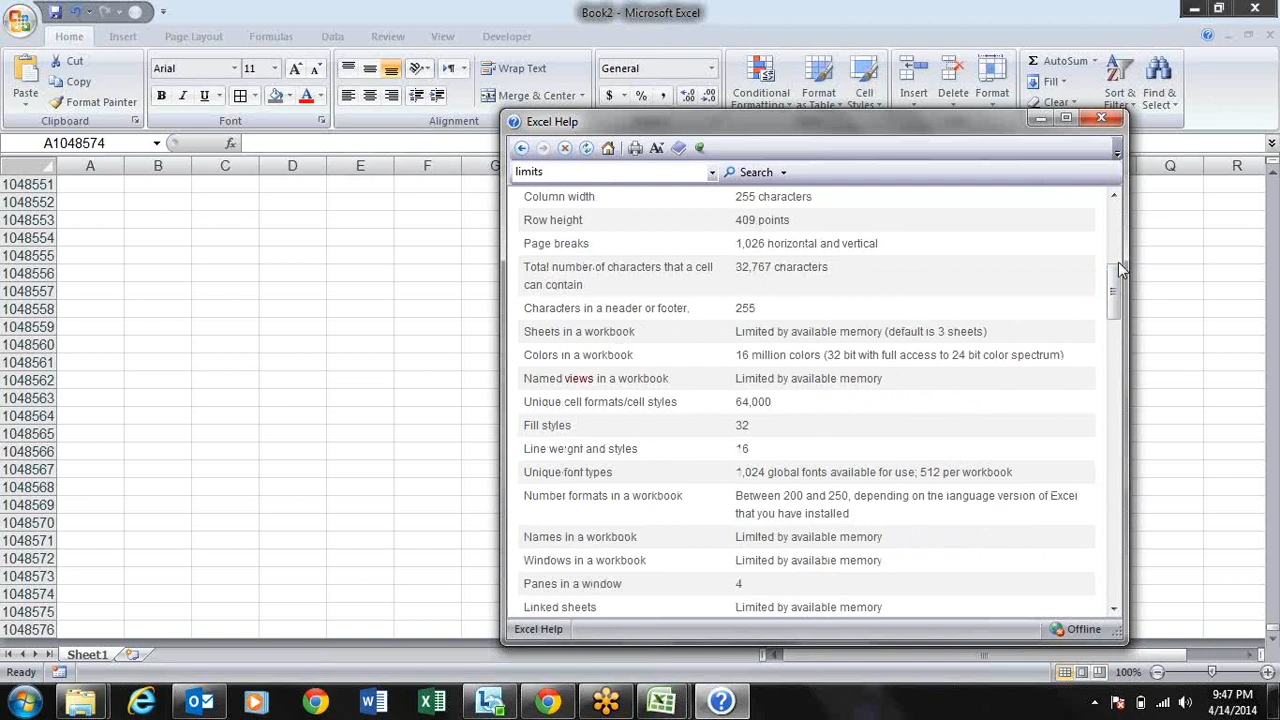 Book2 - Microsoft Excel
Home Insert Page Layout Formulas Data Review View Developer
Paste
Cut
Copy
Format Painter
Clipboard
Arial 11
B I U
Font
Wrap Text
Merge & Center
Alignment
General
$ % ,
Conditional Formatting
Format as Table
Cell Styles
Insert Delete Format
AutoSum
Fill
Clear
Sort & Filter
Find & Select
A1048574 fx
A B C D E F G Q R
1048551
1048552
1048553
1048554
1048555
1048556
1048557
1048558
1048559
1048560
1048561
1048562
1048563
1048564
1048565
1048566
1048567
1048568
1048569
1048570
1048571
1048572
1048573
1048574
1048575
1048576
Excel Help
limits Search
Column width 255 characters
Row height 409 points
Page breaks 1,026 horizontal and vertical
Total number of characters that a cell 32,767 characters
can contain
Characters in a header or footer 255
Sheets in a workbook Limited by available memory (default is 3 sheets)
Colors in a workbook 16 million colors (32 bit with full access to 24 bit color spectrum)
Named views in a workbook Limited by available memory
Unique cell formats/cell styles 64,000
Fill styles 32
Line weight and styles 16
Unique font types 1,024 global fonts available for use; 512 per workbook
Number formats in a workbook Between 200 and 250, depending on the language version of Excel
that you have installed
Names in a workbook Limited by available memory
Windows in a workbook Limited by available memory
Panes in a window 4
Linked sheets Limited by available memory
Excel Help Offline
Sheet1
Ready 100%
9:47 PM
4/14/2014